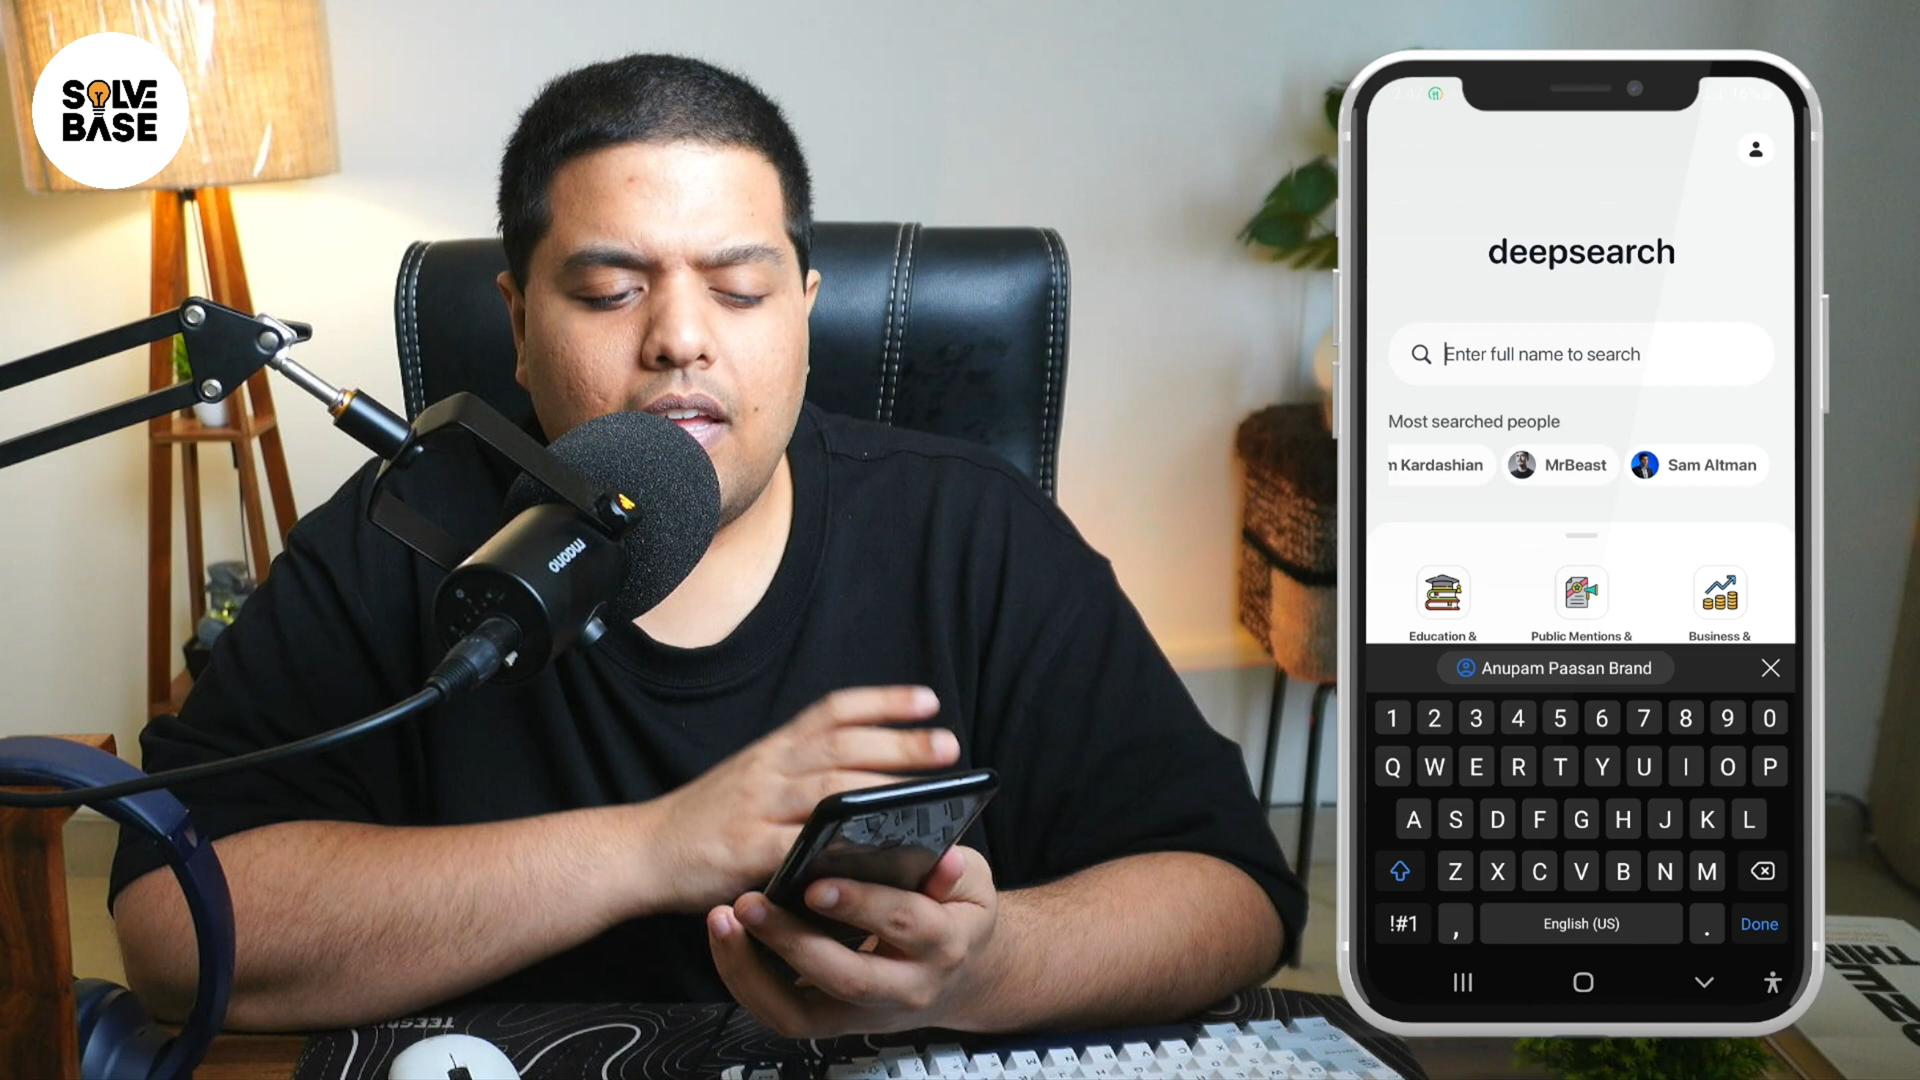 SOLVE
BASE
maono
deepsearch
Enter full name to search
Most searched people
m Kardashian
MrBeast
Sam Altman
Education &
Public Mentions &
Business &
Anupam Paasan Brand
1 2 3 4 5 6 7 8 9 0
Q W E R T Y U I O P
A S D F G H J K L
Z X C V B N M
!#1 , English (US) . Done